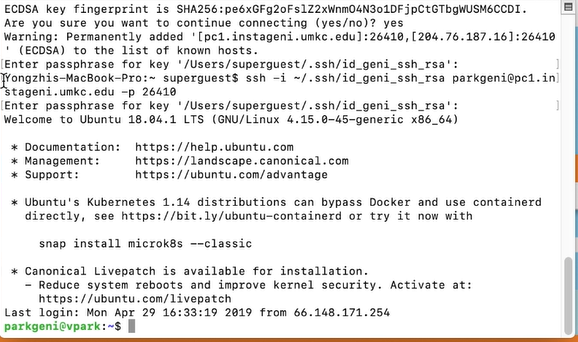 ECDSA key fingerprint is SHA256:pe6xGFg2oFslZ2xWnmO4N3o1DFjpCtGTbgWUSM6CCDI.
Are you sure you want to continue connecting (yes/no)? yes
Warning: Permanently added '[pc1.instageni.umkc.edu]:26410,[204.76.187.16]:26410
' (ECDSA) to the list of known hosts.
[Enter passphrase for key '/Users/superguest/.ssh/id_geni_ssh_rsa': ]
Yongzhis-MacBook-Pro:~ superguest$ ssh -i ~/.ssh/id_geni_ssh_rsa parkgeni@pc1.in]
stageni.umkc.edu -p 26410
[Enter passphrase for key '/Users/superguest/.ssh/id_geni_ssh_rsa': ]
Welcome to Ubuntu 18.04.1 LTS (GNU/Linux 4.15.0-45-generic x86_64)
* Documentation: https://help.ubuntu.com
* Management: https://landscape.canonical.com
* Support: https://ubuntu.com/advantage
* Ubuntu's Kubernetes 1.14 distributions can bypass Docker and use containerd
directly, see https://bit.ly/ubuntu-containerd or try it now with
snap install microk8s --classic
* Canonical Livepatch is available for installation.
- Reduce system reboots and improve kernel security. Activate at:
https://ubuntu.com/livepatch
Last login: Mon Apr 29 16:33:19 2019 from 66.148.171.254
parkgeni@vpark:~$